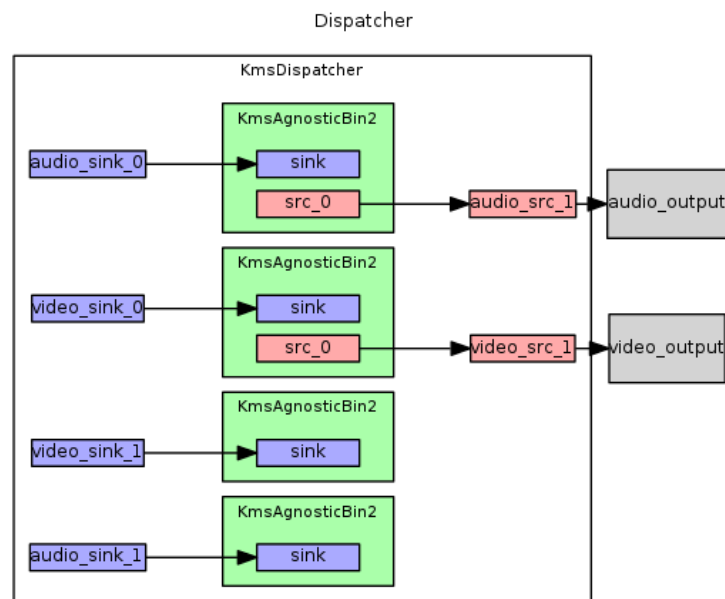 Dispatcher
KmsDispatcher
KmsAgnosticBin2
audio_sink_0
sink
src_0
audio_src_1
audio_output
KmsAgnosticBin2
video_sink_0
sink
src_0
video_src_1
video_output
KmsAgnosticBin2
video_sink_1
sink
KmsAgnosticBin2
audio_sink_1
sink